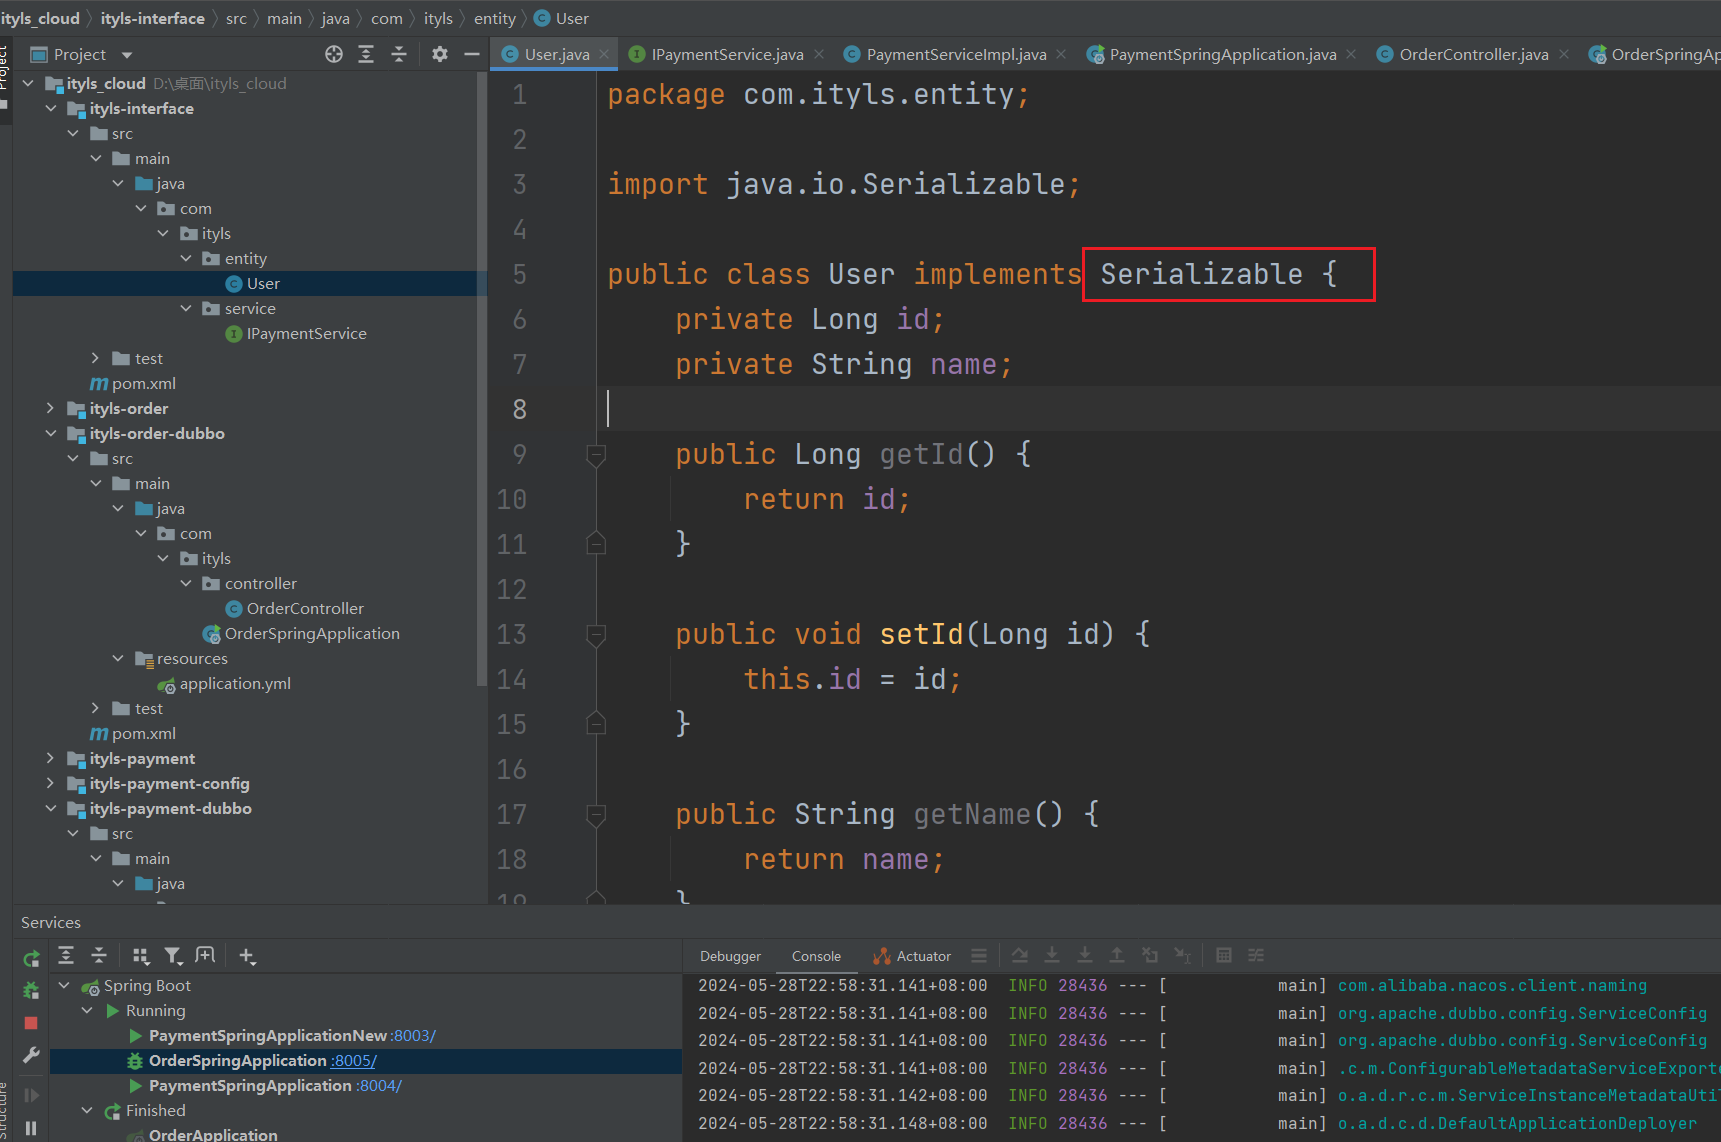 ityls_cloud ityls-interface src main java com ityls entity User
Project
Project
User.java IPaymentService.java PaymentServiceImpl.java PaymentSpringApplication.java OrderController.java OrderSpringAp
ityls_cloud D:\桌面\ityls_cloud
ityls-interface
src
main
java
com
ityls
entity
User
service
IPaymentService
test
pom.xml
ityls-order
ityls-order-dubbo
src
main
java
com
ityls
controller
OrderController
OrderSpringApplication
resources
application.yml
test
pom.xml
ityls-payment
ityls-payment-config
ityls-payment-dubbo
src
main
java
1 package com.ityls.entity;
2
3 import java.io.Serializable;
4
5 public class User implements Serializable {
6 private Long id;
7 private String name;
8
9 public Long getId() {
10 return id;
11 }
12
13 public void setId(Long id) {
14 this.id = id;
15 }
16
17 public String getName() {
18 return name;
19 }
Services
Spring Boot
Running
PaymentSpringApplicationNew :8003/
OrderSpringApplication :8005/
PaymentSpringApplication :8004/
Finished
OrderApplication
Structure
Debugger Console Actuator
2024-05-28T22:58:31.141+08:00 INFO 28436 --- [ main] com.alibaba.nacos.client.naming
2024-05-28T22:58:31.141+08:00 INFO 28436 --- [ main] org.apache.dubbo.config.ServiceConfig
2024-05-28T22:58:31.141+08:00 INFO 28436 --- [ main] org.apache.dubbo.config.ServiceConfig
2024-05-28T22:58:31.141+08:00 INFO 28436 --- [ main] .c.m.ConfigurableMetadataServiceExporte
2024-05-28T22:58:31.142+08:00 INFO 28436 --- [ main] o.a.d.r.c.m.ServiceInstanceMetadataUtil
2024-05-28T22:58:31.148+08:00 INFO 28436 --- [ main] o.a.d.c.d.DefaultApplicationDeployer